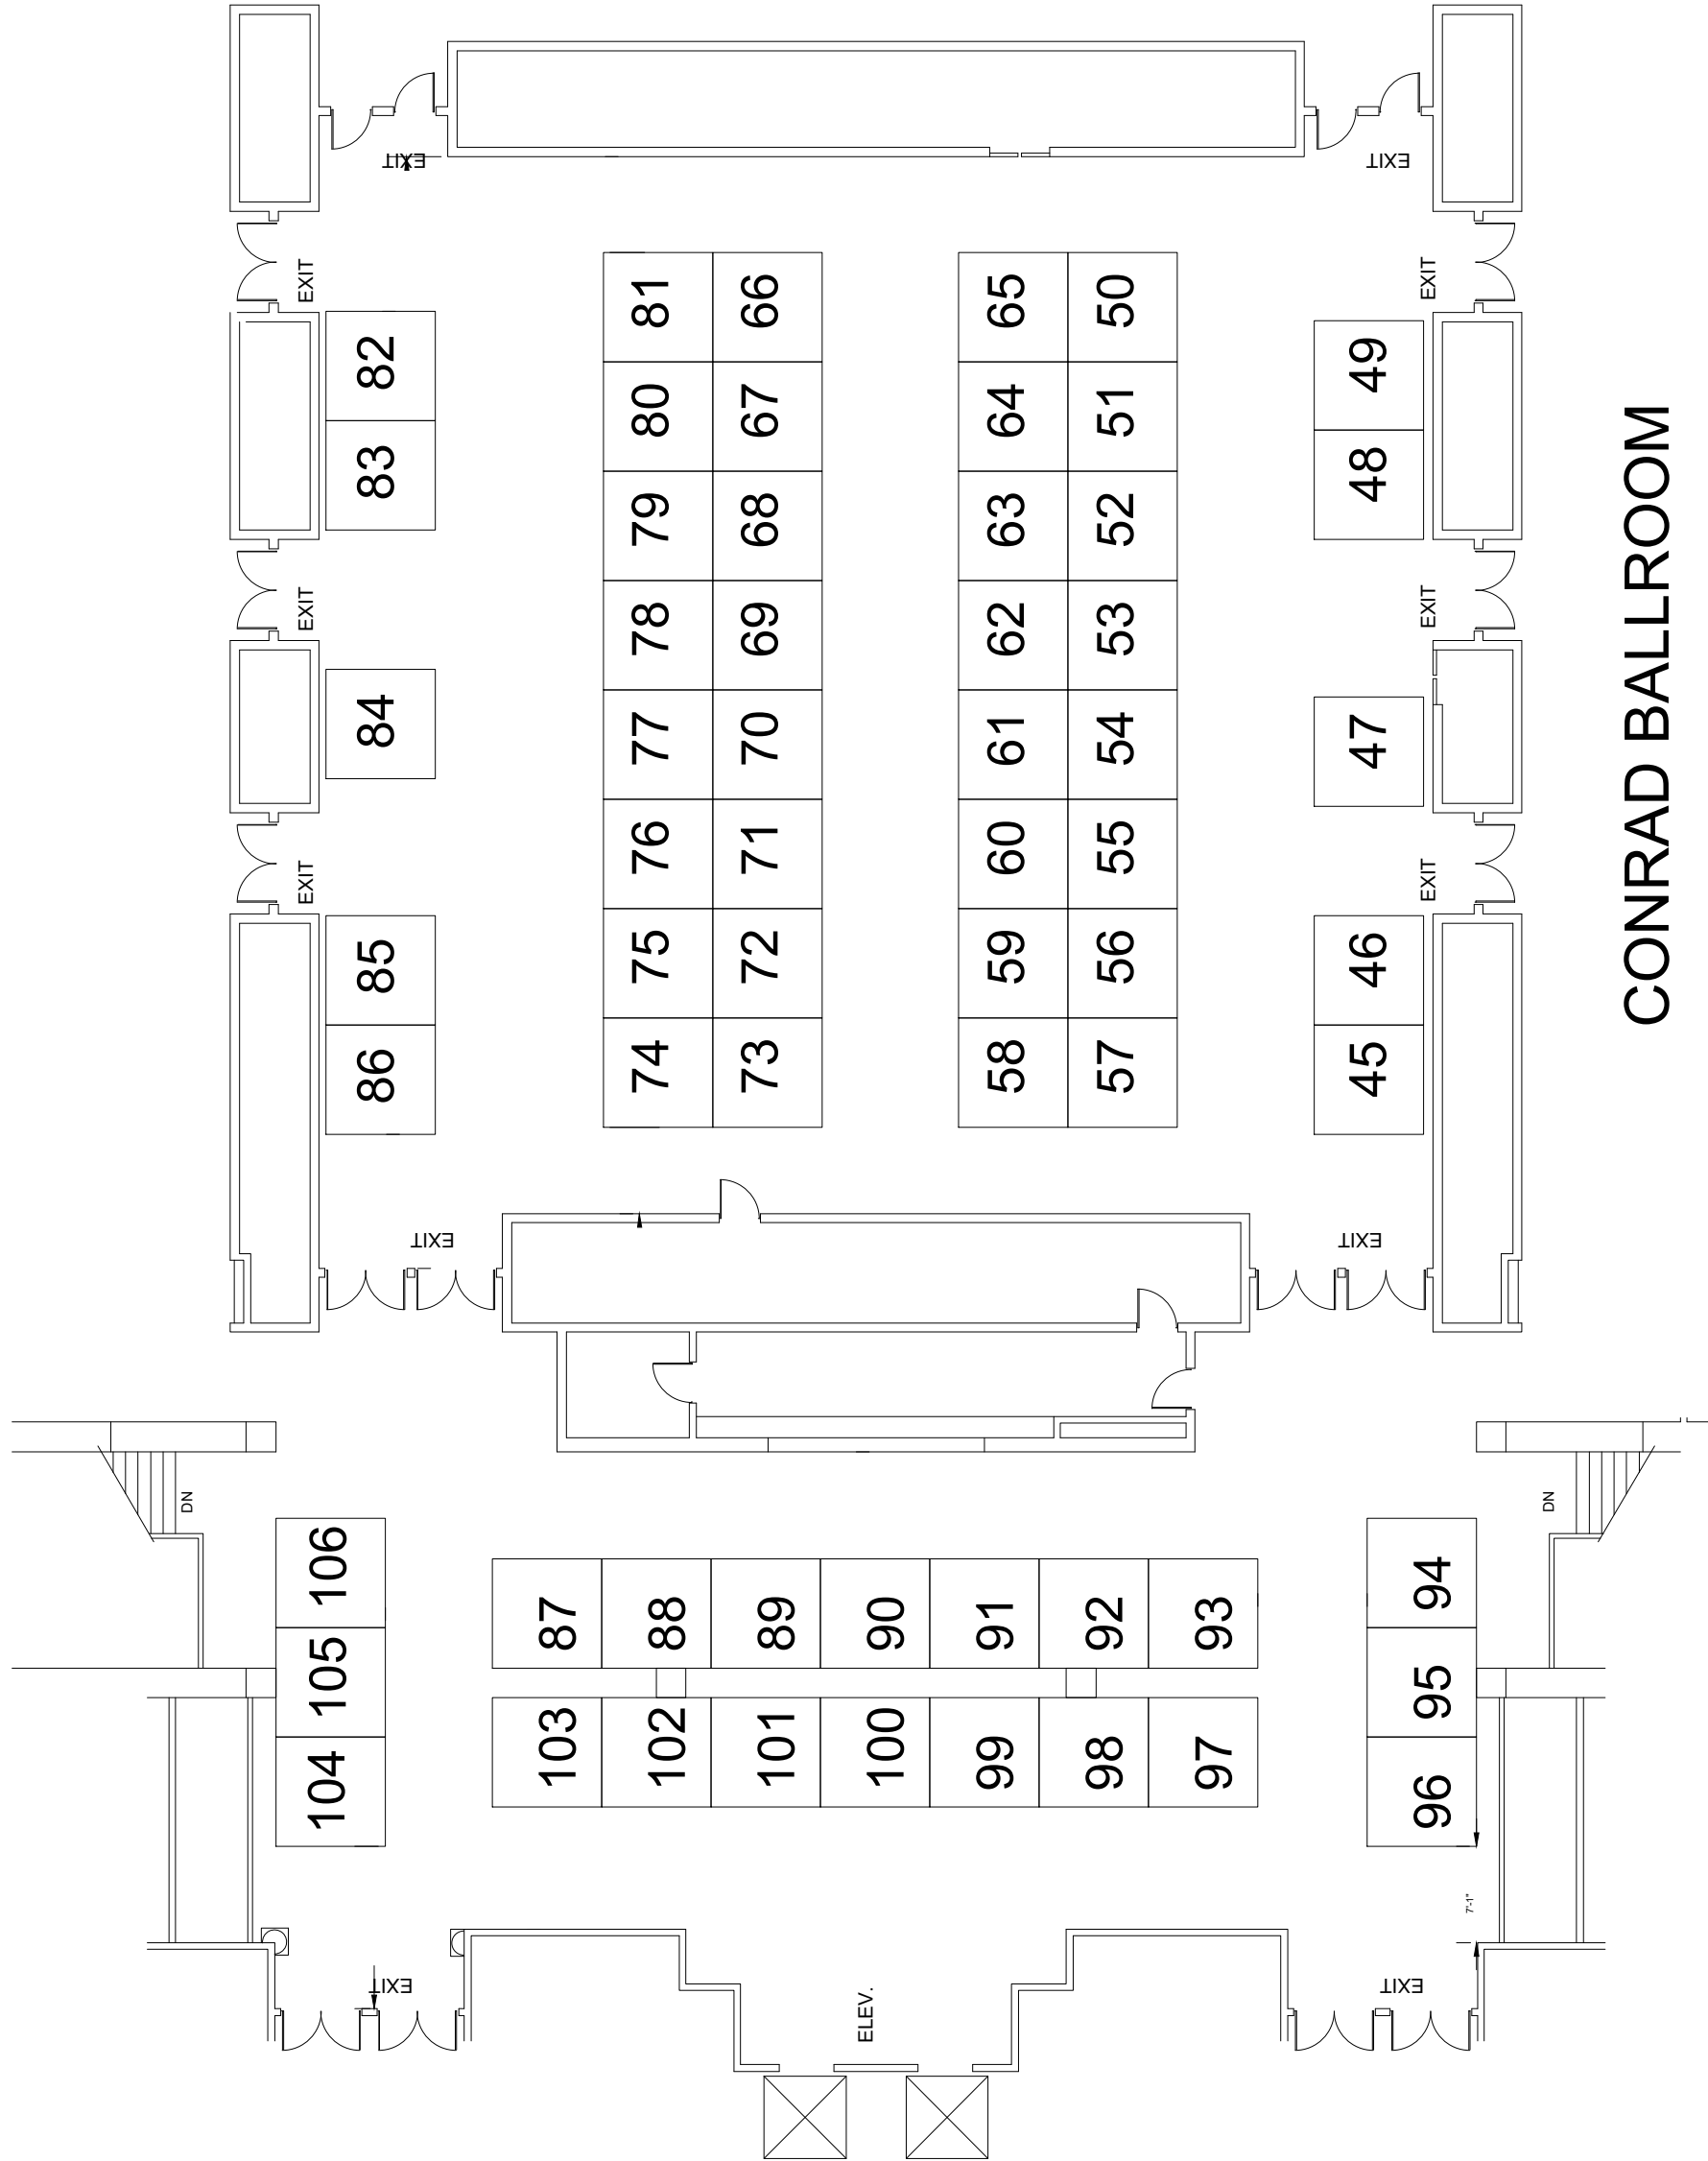 EXIT
EXIT
EXIT
EXIT
81 66 65 50
82
49
80 67 64 51
83
48
79 68 63 52
EXIT
EXIT
78 69 62 53
84
47
77 70 61 54
76 71 60 55
EXIT
EXIT
85
46
75 72 59 56
86
45
74 73 58 57
CONRAD BALLROOM
EXIT
EXIT
DN
DN
106
94
87 88 89 90 91 92 93
105
95
103 102 101 100 99 98 97
104
96
7'-1"
EXIT
EXIT
ELEV.